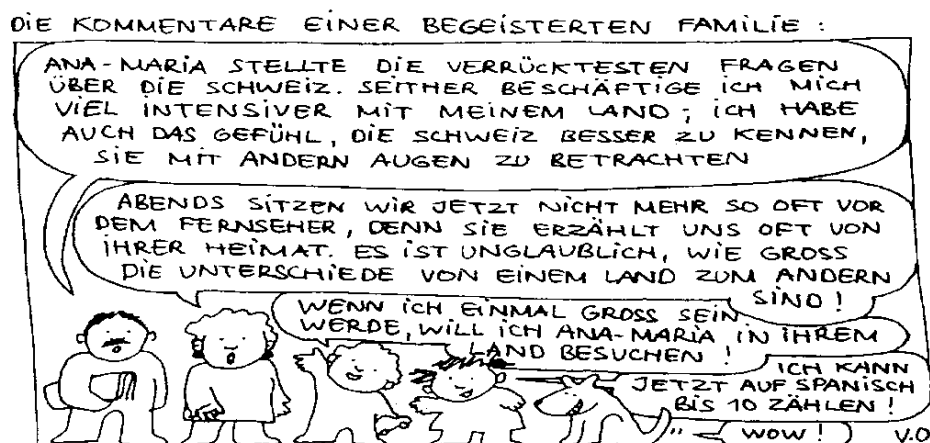 DIE KOMMENTARE EINER BEGEISTERTEN FAMILIE :
ANA-MARIA STELLTE DIE VERRÜCKTESTEN FRAGEN
ÜBER DIE SCHWEIZ. SEITHER BESCHÄFTIGE ICH MICH
VIEL INTENSIVER MIT MEINEM LAND ; ICH HABE
AUCH DAS GEFÜHL, DIE SCHWEIZ BESSER ZU KENNEN,
SIE MIT ANDERN AUGEN ZU BETRACHTEN
ABENDS SITZEN WIR JETZT NICHT MEHR SO OFT VOR
DEM FERNSEHER, DENN SIE ERZÄHLT UNS OFT VON
IHRER HEIMAT. ES IST UNGLAUBLICH, WIE GROSS
DIE UNTERSCHIEDE VON EINEM LAND ZUM ANDERN
SIND !
WENN ICH EINMAL GROSS SEIN
WERDE, WILL ICH ANA-MARIA IN IHREM
LAND BESUCHEN !
ICH KANN
JETZT AUF SPANISCH
BIS 10 ZÄHLEN !
WOW !
V.O